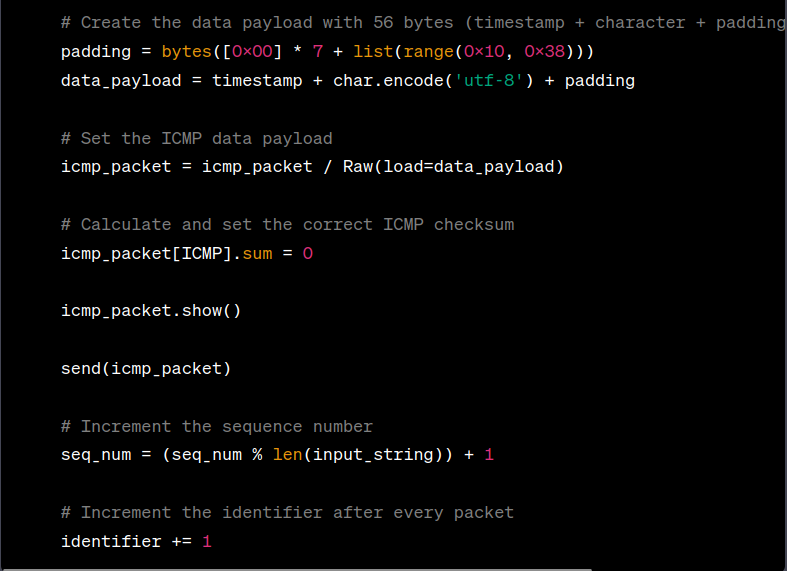 # Create the data payload with 56 bytes (timestamp + character + padding
padding = bytes([0x00] * 7 + list(range(0x10, 0x38)))
data_payload = timestamp + char.encode('utf-8') + padding
# Set the ICMP data payload
icmp_packet = icmp_packet / Raw(load=data_payload)
# Calculate and set the correct ICMP checksum
icmp_packet[ICMP].sum = 0
icmp_packet.show()
send(icmp_packet)
# Increment the sequence number
seq_num = (seq_num % len(input_string)) + 1
# Increment the identifier after every packet
identifier += 1